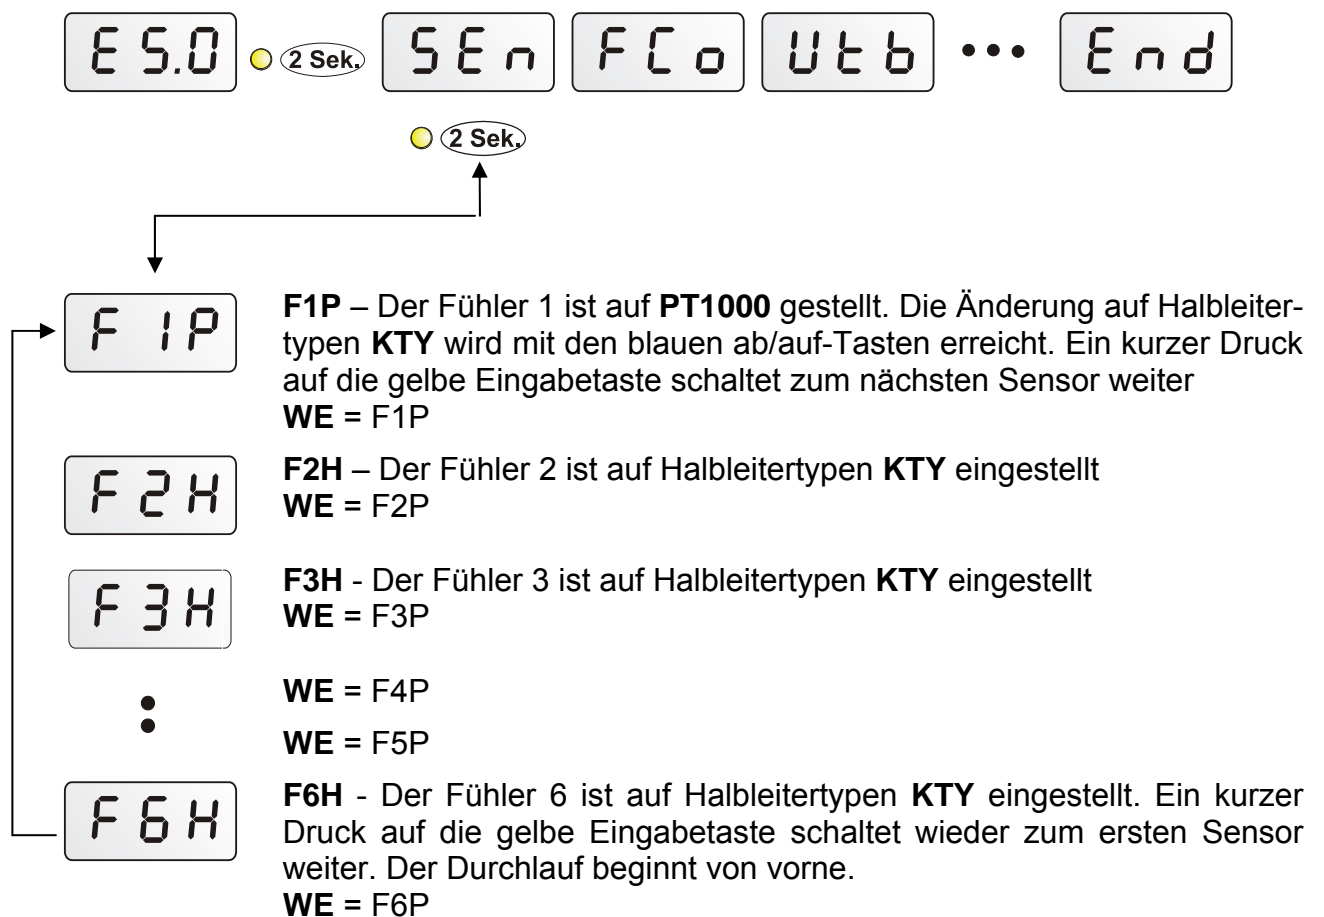 E 5.0 2 Sek. SEn FCo Utb ••• End
2 Sek.
F 1P
F1P – Der Fühler 1 ist auf PT1000 gestellt. Die Änderung auf Halbleiter-
typen KTY wird mit den blauen ab/auf-Tasten erreicht. Ein kurzer Druck
auf die gelbe Eingabetaste schaltet zum nächsten Sensor weiter
WE = F1P
F 2 H
F2H – Der Fühler 2 ist auf Halbleitertypen KTY eingestellt
WE = F2P
F 3 H
F3H - Der Fühler 3 ist auf Halbleitertypen KTY eingestellt
WE = F3P
WE = F4P
WE = F5P
F 6 H
F6H - Der Fühler 6 ist auf Halbleitertypen KTY eingestellt. Ein kurzer
Druck auf die gelbe Eingabetaste schaltet wieder zum ersten Sensor
weiter. Der Durchlauf beginnt von vorne.
WE = F6P